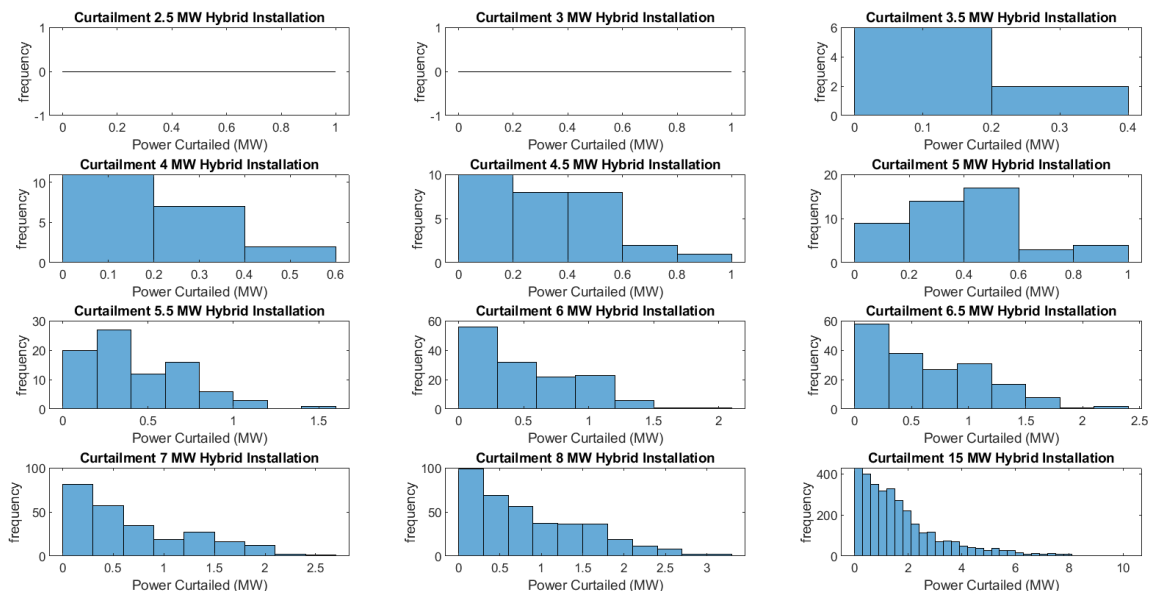 Curtailment 2.5 MW Hybrid Installation
1
0
-1
frequency
0 0.2 0.4 0.6 0.8 1
Power Curtailed (MW)
Curtailment 3 MW Hybrid Installation
1
0
-1
frequency
0 0.2 0.4 0.6 0.8 1
Power Curtailed (MW)
Curtailment 3.5 MW Hybrid Installation
6
4
2
0
frequency
0 0.1 0.2 0.3 0.4
Power Curtailed (MW)
Curtailment 4 MW Hybrid Installation
10
5
0
frequency
0 0.1 0.2 0.3 0.4 0.5 0.6
Power Curtailed (MW)
Curtailment 4.5 MW Hybrid Installation
10
5
0
frequency
0 0.2 0.4 0.6 0.8 1
Power Curtailed (MW)
Curtailment 5 MW Hybrid Installation
20
10
0
frequency
0 0.2 0.4 0.6 0.8 1
Power Curtailed (MW)
Curtailment 5.5 MW Hybrid Installation
30
20
10
0
frequency
0 0.5 1 1.5
Power Curtailed (MW)
Curtailment 6 MW Hybrid Installation
60
40
20
0
frequency
0 0.5 1 1.5 2
Power Curtailed (MW)
Curtailment 6.5 MW Hybrid Installation
60
40
20
0
frequency
0 0.5 1 1.5 2 2.5
Power Curtailed (MW)
Curtailment 7 MW Hybrid Installation
100
50
0
frequency
0 0.5 1 1.5 2 2.5
Power Curtailed (MW)
Curtailment 8 MW Hybrid Installation
100
50
0
frequency
0 0.5 1 1.5 2 2.5 3
Power Curtailed (MW)
Curtailment 15 MW Hybrid Installation
400
200
0
frequency
0 2 4 6 8 10
Power Curtailed (MW)